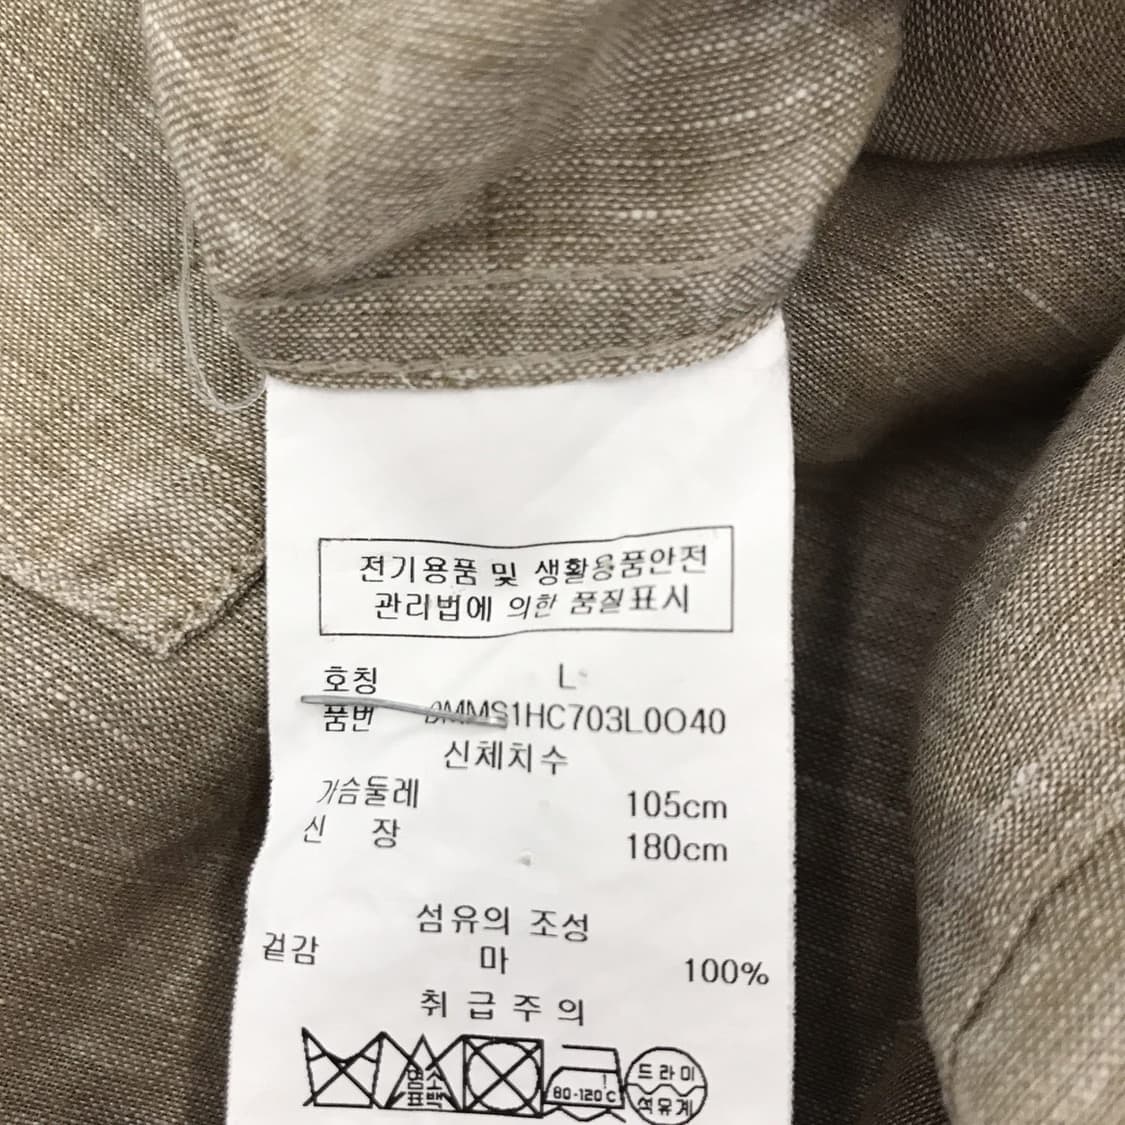 전기용품 및 생활용품안전
관리법에 의한 품질표시
호칭 L
품번 DMMS1HC703L0O40
신체치수
가슴둘레 105cm
신 장 180cm
섬유의 조성
겉감 마 100%
취 급 주 의
염소
표백
80-120℃
드라이
석유계